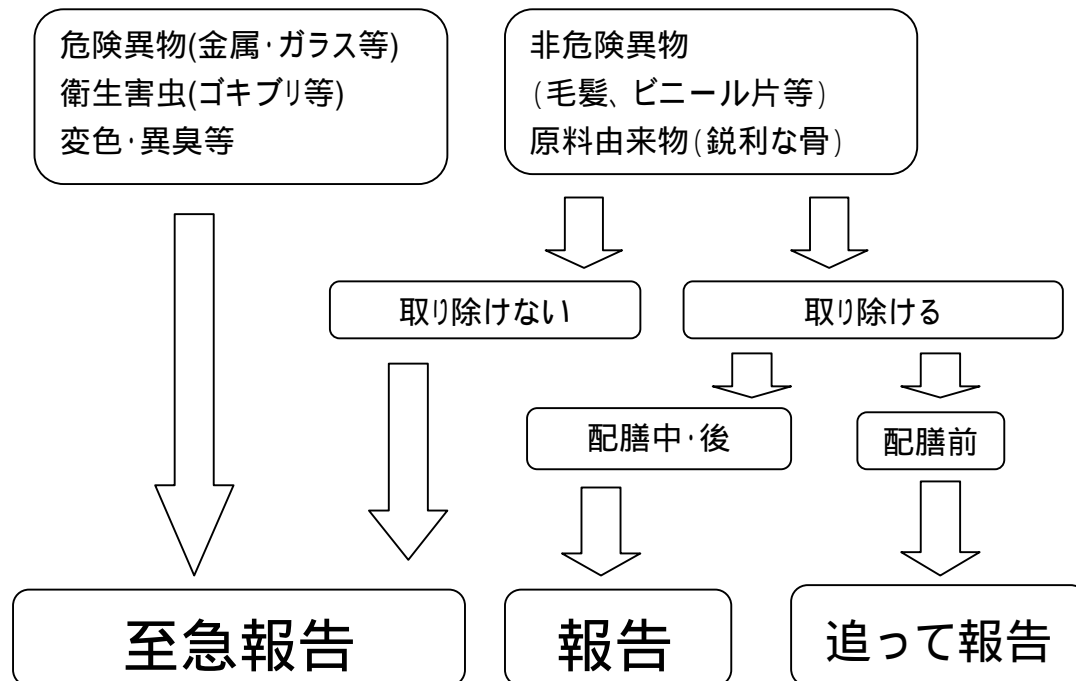 危険異物(金属・ガラス等)
衛生害虫(ゴキブリ等)
変色・異臭等
非危険異物
(毛髪、ビニール片等)
原料由来物(鋭利な骨)
取り除けない
取り除ける
配膳中・後
配膳前
至急報告
報告
追って報告